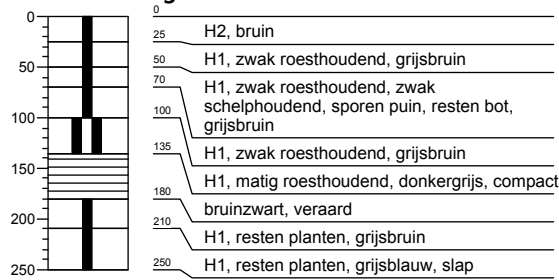 0
0
25
H2, bruin
50
50
H1, zwak roesthoudend, grijsbruin
70
H1, zwak roesthoudend, zwak
schelphoudend, sporen puin, resten bot,
grijsbruin
100
100
H1, zwak roesthoudend, grijsbruin
135
H1, matig roesthoudend, donkergrijs, compact
150
180
bruinzwart, veraard
200
210
H1, resten planten, grijsbruin
250
250
H1, resten planten, grijsblauw, slap